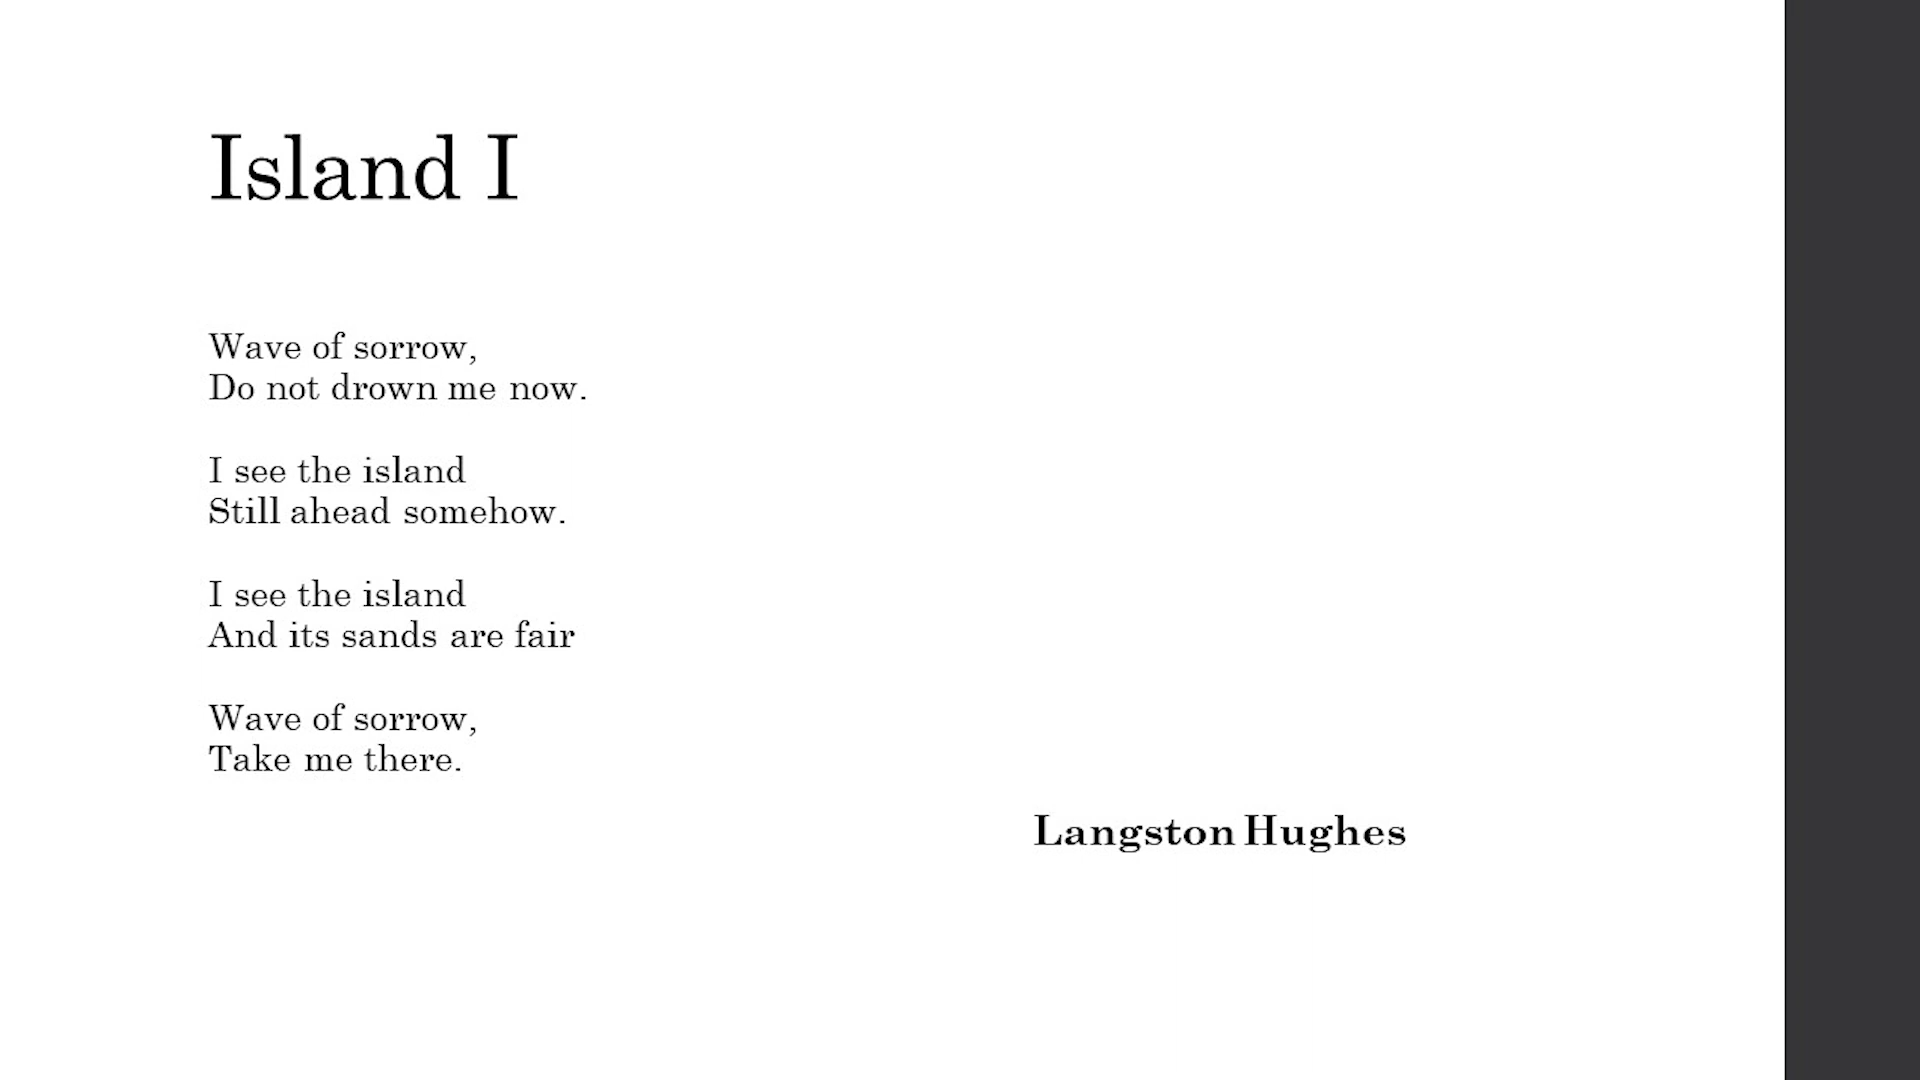 Island I
Wave of sorrow,
Do not drown me now.
I see the island
Still ahead somehow.
I see the island
And its sands are fair
Wave of sorrow,
Take me there.
Langston Hughes